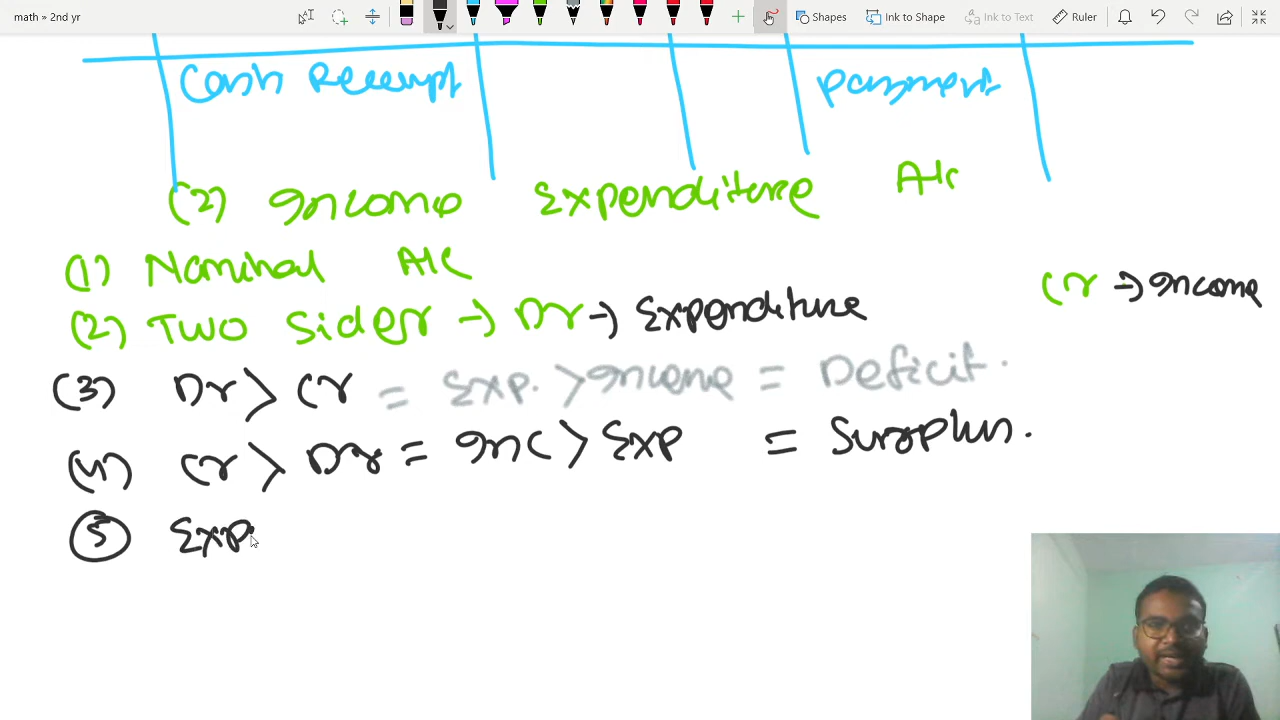 math » 2nd yr
Shapes
Ink to Shape
Ink to Text
Ruler
Cash Receipt
payment
(2) Income Expenditure A/c
(1) Nominal A/c
(2) Two Sides → Dr → Expenditure Cr → Income
(3) Dr > Cr = Exp. > Income = Deficit.
(4) Cr > Dr = Inc > Exp = Surplus.
5 Exp